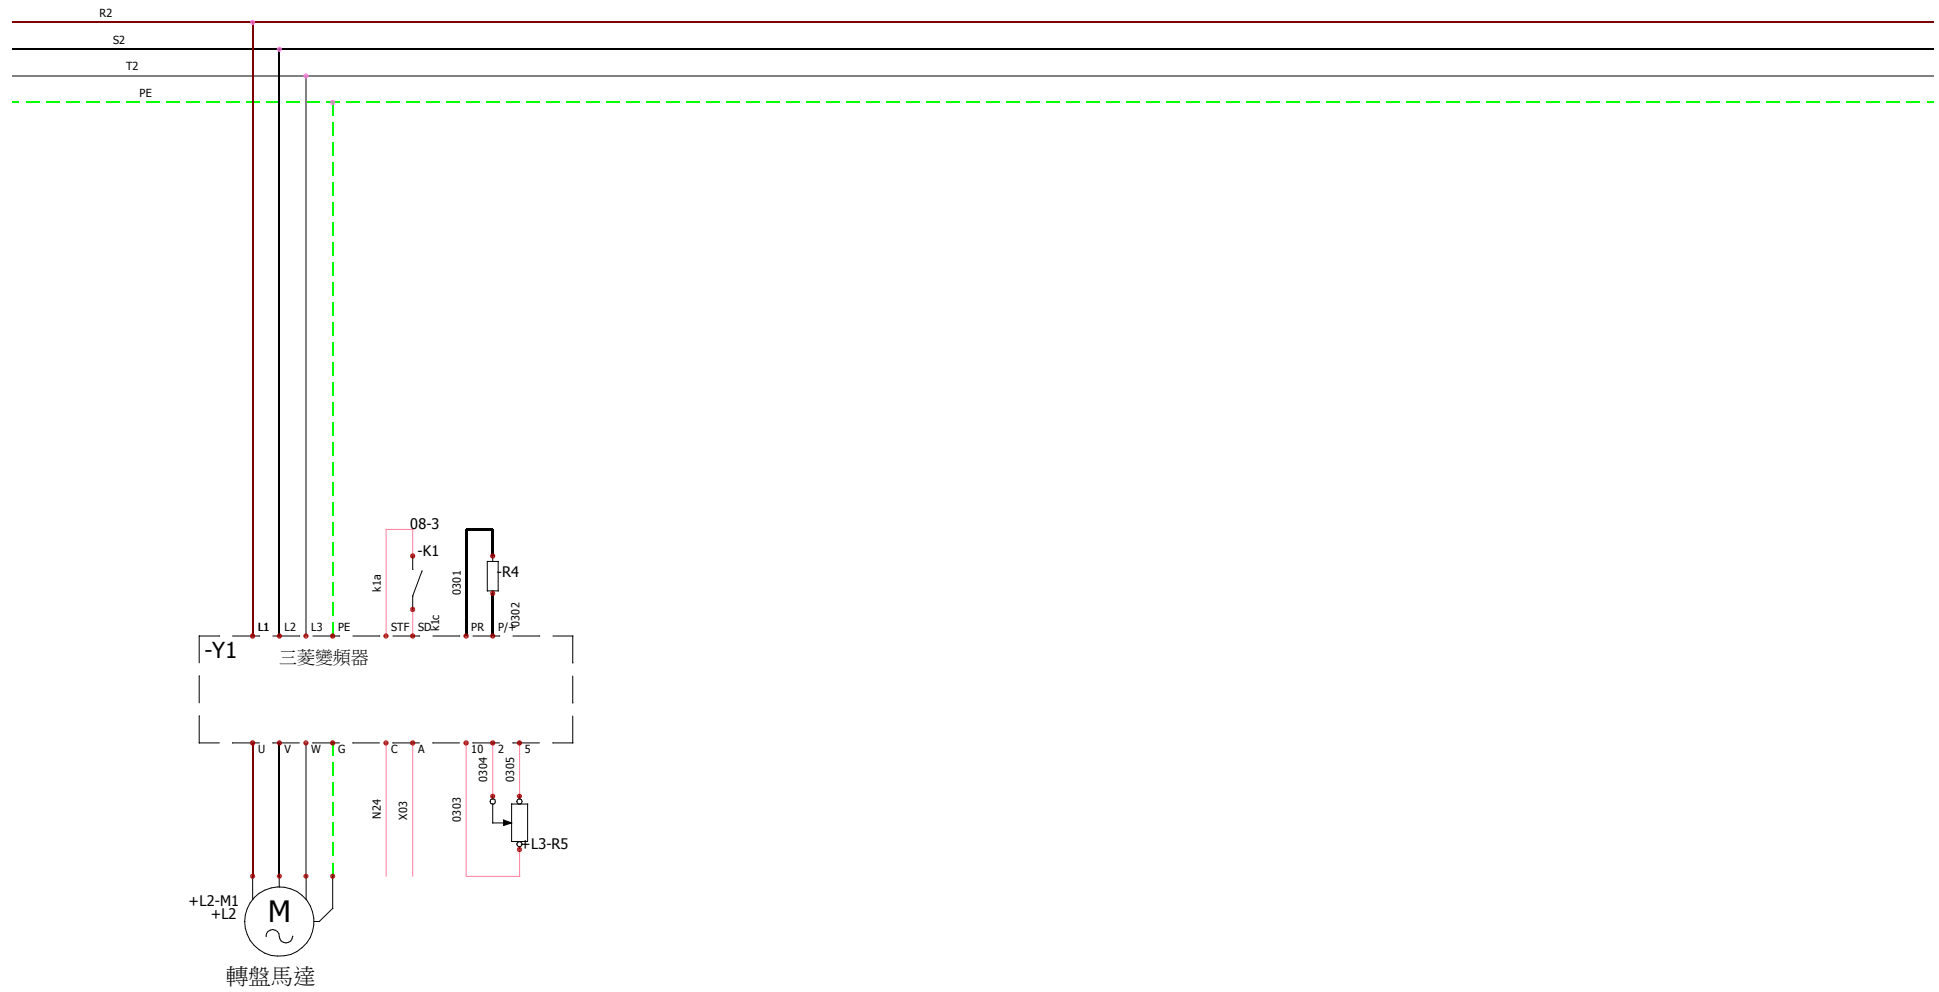 R2
S2
T2
PE
08-3
-K1
k1a
k1c
0301
-R4
0302
L1 L2 L3 PE STF SD PR P/+
-Y1 三菱變頻器
U V W G C A 10 2 5
N24
X03
0303
0304
0305
+L3-R5
+L2-M1
+L2
M
轉盤馬達